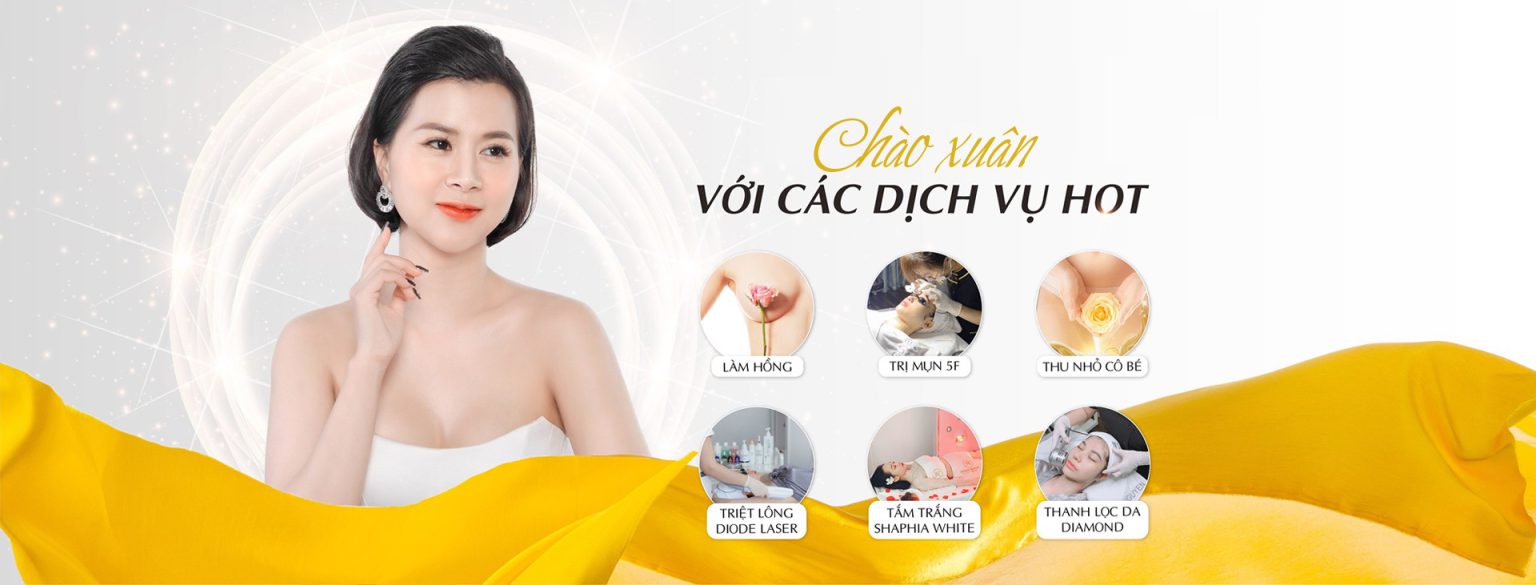 Chào xuân
VỚI CÁC DỊCH VỤ HOT
LÀM HỒNG
TRỊ MỤN 5F
THU NHỎ CÔ BÉ
TRIỆT LÔNG
DIODE LASER
TẮM TRẮNG
SHAPHIA WHITE
THANH LỌC DA
DIAMOND